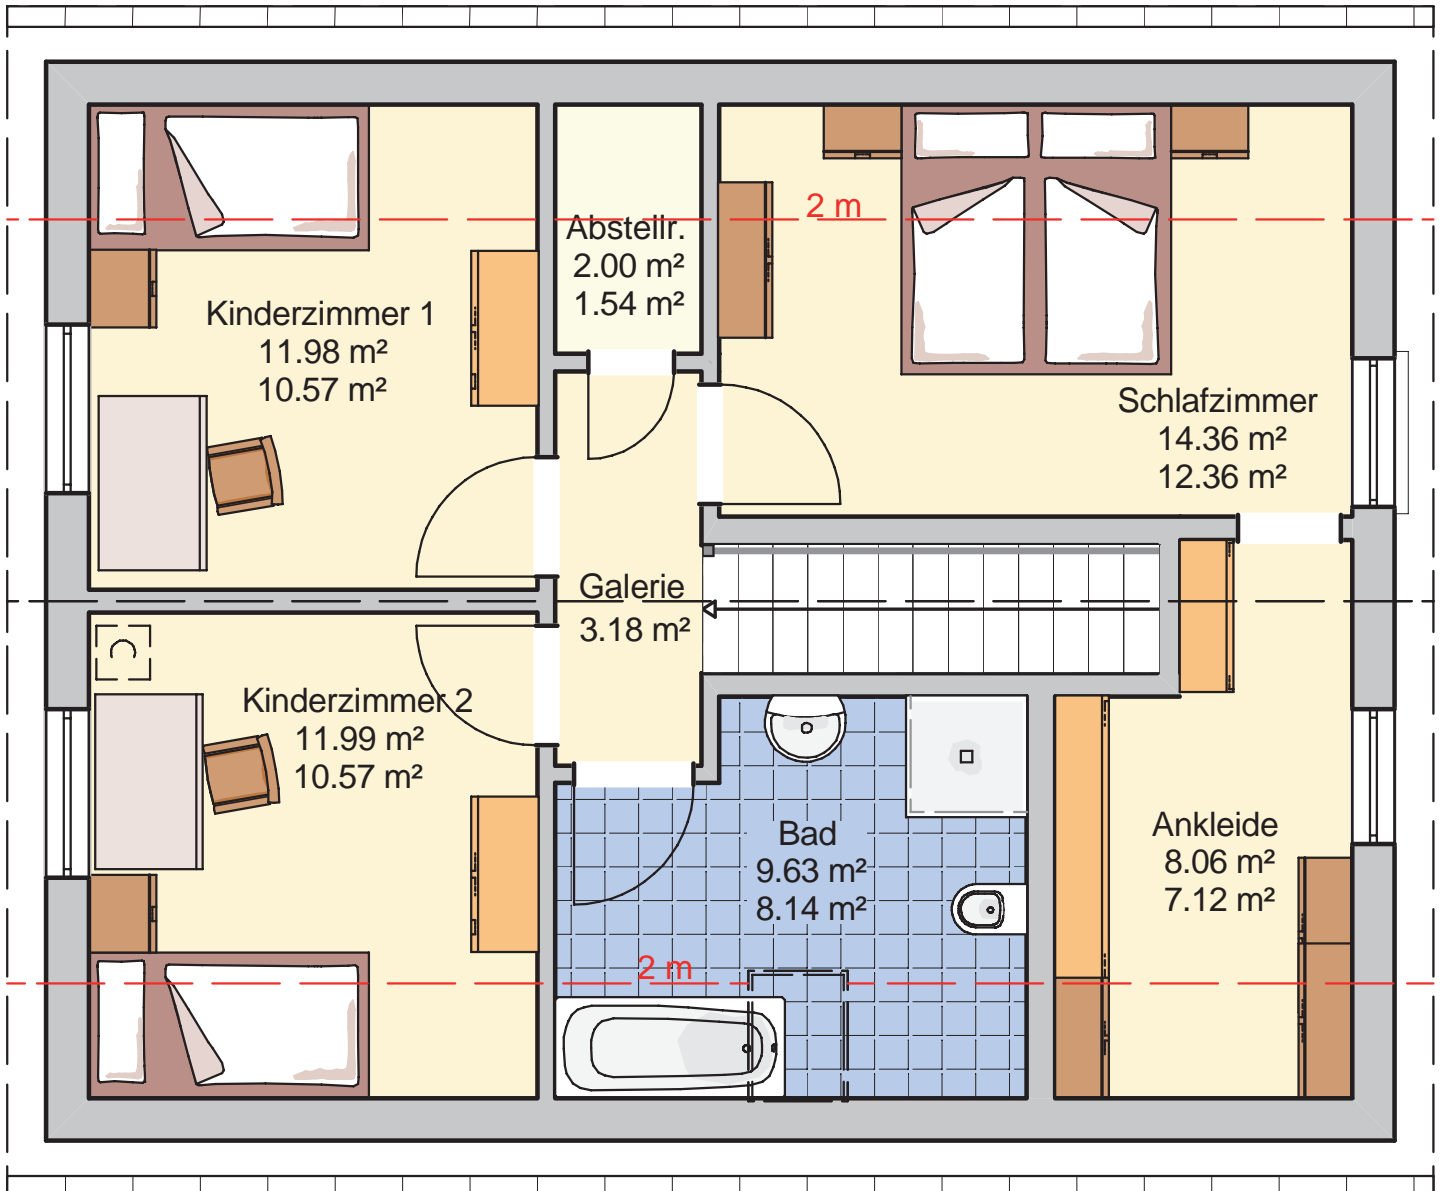 2 m
Abstellr.
2.00 m²
1.54 m²
Kinderzimmer 1
11.98 m²
10.57 m²
Schlafzimmer
14.36 m²
12.36 m²
Galerie
3.18 m²
Kinderzimmer 2
11.99 m²
10.57 m²
Bad
9.63 m²
8.14 m²
Ankleide
8.06 m²
7.12 m²
2 m